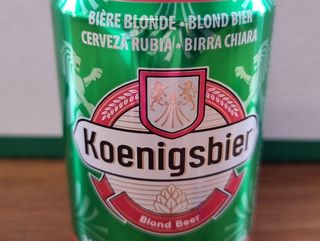 BIÈRE BLONDE • BLOND BIER
CERVEZA RUBIA • BIRRA CHIARA
Koenigsbier
Blond Beer